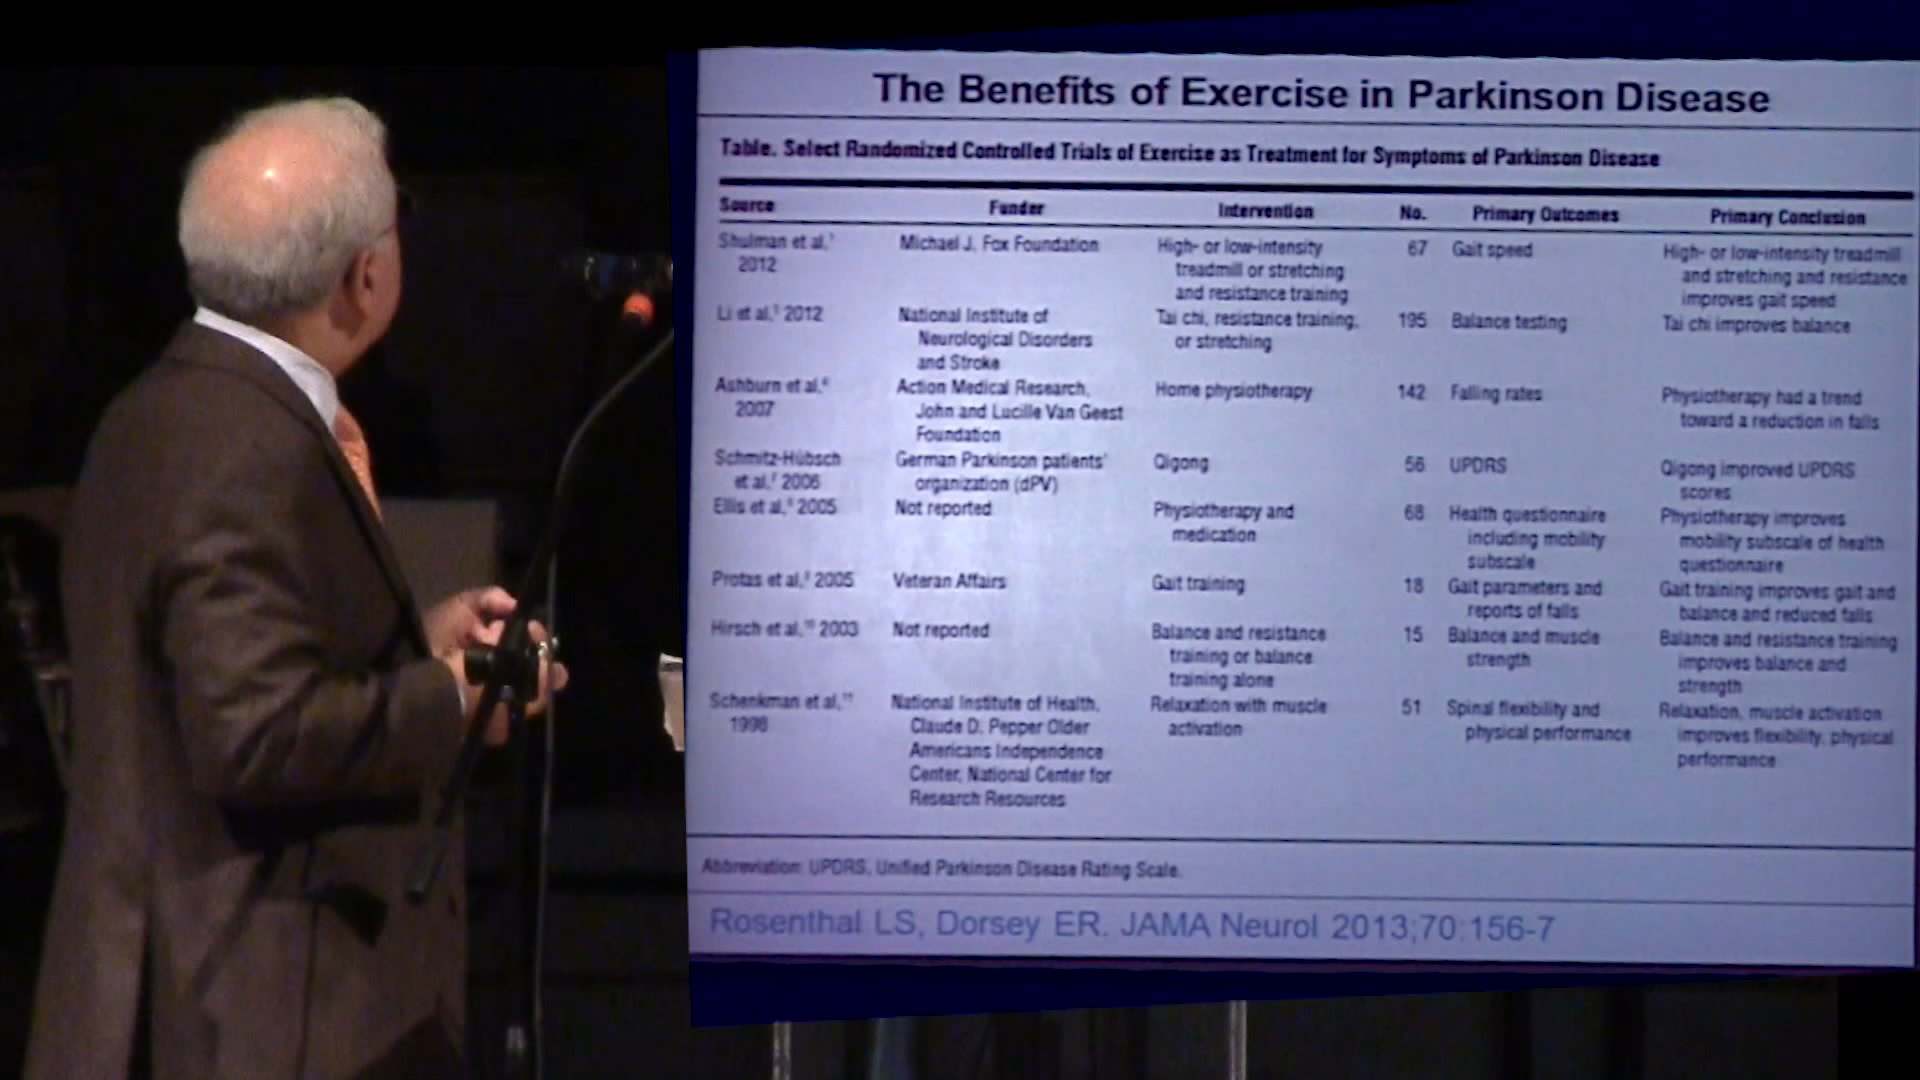 The Benefits of Exercise in Parkinson Disease
Table. Select Randomized Controlled Trials of Exercise as Treatment for Symptoms of Parkinson Disease
Source Funder Intervention No. Primary Outcomes Primary Conclusion
Shulman et al, Michael J. Fox Foundation High- or low-intensity 67 Gait speed High- or low-intensity treadmill
2012 treadmill or stretching and stretching and resistance
and resistance training improves gait speed
Li et al, 2012 National Institute of Tai chi, resistance training, 195 Balance testing Tai chi improves balance
Neurological Disorders or stretching
and Stroke
Ashburn et al, Action Medical Research, Home physiotherapy 142 Falling rates Physiotherapy had a trend
2007 John and Lucille Van Geest toward a reduction in falls
Foundation
Schmitz-Hübsch German Parkinson patients' Qigong 56 UPDRS Qigong improved UPDRS
et al, 2006 organization (dPV) scores
Ellis et al, 2005 Not reported Physiotherapy and 68 Health questionnaire Physiotherapy improves
medication including mobility mobility subscale of health
subscale questionnaire
Protas et al, 2005 Veteran Affairs Gait training 18 Gait parameters and Gait training improves gait and
reports of falls balance and reduced falls
Hirsch et al, 2003 Not reported Balance and resistance 15 Balance and muscle Balance and resistance training
training or balance strength improves balance and
training alone strength
Schenkman et al, National Institute of Health, Relaxation with muscle 51 Spinal flexibility and Relaxation, muscle activation
1998 Claude D. Pepper Older activation physical performance improves flexibility, physical
Americans Independence performance
Center, National Center for
Research Resources
Abbreviation: UPDRS, Unified Parkinson Disease Rating Scale.
Rosenthal LS, Dorsey ER. JAMA Neurol 2013;70:156-7